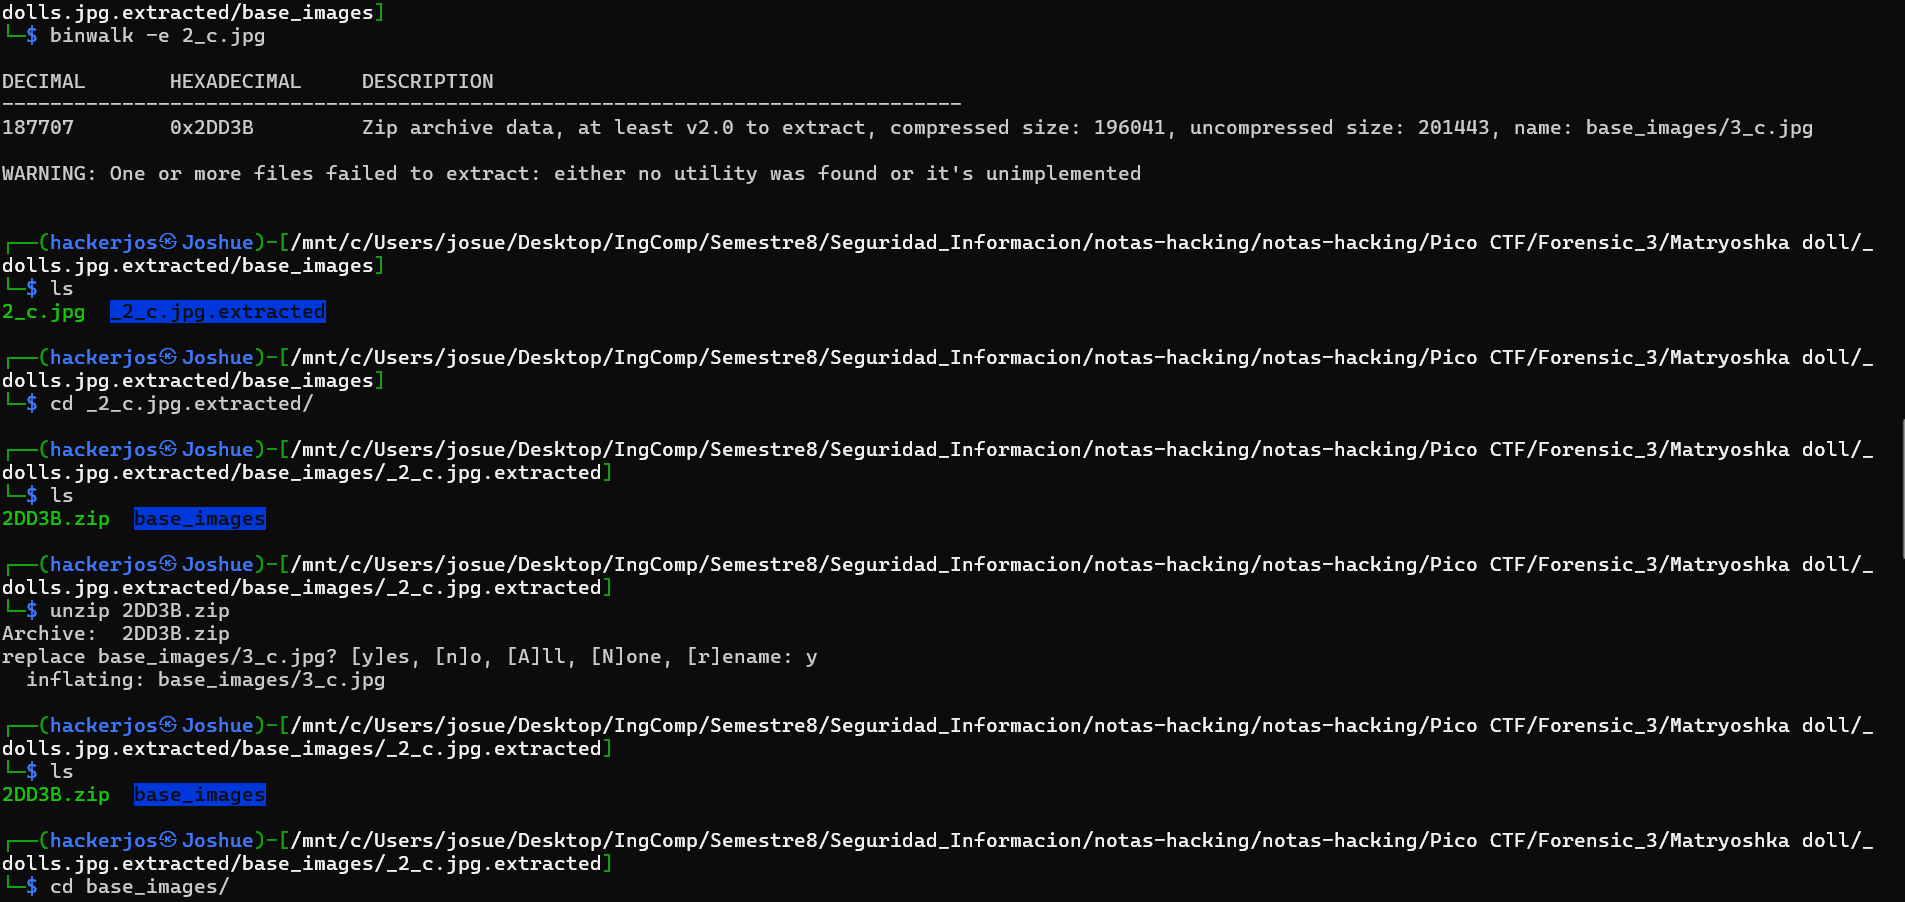 dolls.jpg.extracted/base_images]
└─$ binwalk -e 2_c.jpg
DECIMAL       HEXADECIMAL     DESCRIPTION
--------------------------------------------------------------------------------
187707        0x2DD3B         Zip archive data, at least v2.0 to extract, compressed size: 196041, uncompressed size: 201443, name: base_images/3_c.jpg
WARNING: One or more files failed to extract: either no utility was found or it's unimplemented
┌──(hackerjos㉿Joshue)-[/mnt/c/Users/josue/Desktop/IngComp/Semestre8/Seguridad_Informacion/notas-hacking/notas-hacking/Pico CTF/Forensic_3/Matryoshka doll/_
dolls.jpg.extracted/base_images]
└─$ ls
2_c.jpg  _2_c.jpg.extracted
┌──(hackerjos㉿Joshue)-[/mnt/c/Users/josue/Desktop/IngComp/Semestre8/Seguridad_Informacion/notas-hacking/notas-hacking/Pico CTF/Forensic_3/Matryoshka doll/_
dolls.jpg.extracted/base_images]
└─$ cd _2_c.jpg.extracted/
┌──(hackerjos㉿Joshue)-[/mnt/c/Users/josue/Desktop/IngComp/Semestre8/Seguridad_Informacion/notas-hacking/notas-hacking/Pico CTF/Forensic_3/Matryoshka doll/_
dolls.jpg.extracted/base_images/_2_c.jpg.extracted]
└─$ ls
2DD3B.zip  base_images
┌──(hackerjos㉿Joshue)-[/mnt/c/Users/josue/Desktop/IngComp/Semestre8/Seguridad_Informacion/notas-hacking/notas-hacking/Pico CTF/Forensic_3/Matryoshka doll/_
dolls.jpg.extracted/base_images/_2_c.jpg.extracted]
└─$ unzip 2DD3B.zip
Archive:  2DD3B.zip
replace base_images/3_c.jpg? [y]es, [n]o, [A]ll, [N]one, [r]ename: y
  inflating: base_images/3_c.jpg
┌──(hackerjos㉿Joshue)-[/mnt/c/Users/josue/Desktop/IngComp/Semestre8/Seguridad_Informacion/notas-hacking/notas-hacking/Pico CTF/Forensic_3/Matryoshka doll/_
dolls.jpg.extracted/base_images/_2_c.jpg.extracted]
└─$ ls
2DD3B.zip  base_images
┌──(hackerjos㉿Joshue)-[/mnt/c/Users/josue/Desktop/IngComp/Semestre8/Seguridad_Informacion/notas-hacking/notas-hacking/Pico CTF/Forensic_3/Matryoshka doll/_
dolls.jpg.extracted/base_images/_2_c.jpg.extracted]
└─$ cd base_images/